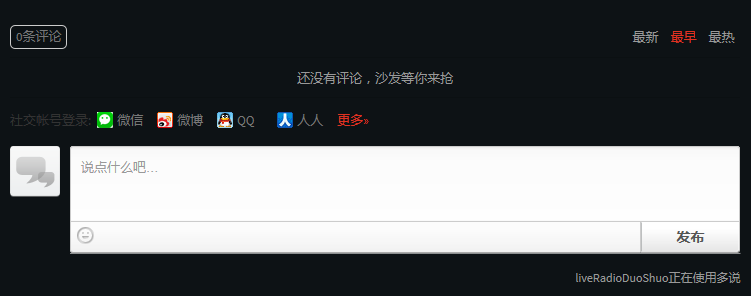 0条评论 最新 最早 最热
还没有评论，沙发等你来抢
社交帐号登录: 微信 微博 QQ 人人 更多»
说点什么吧...
发布
liveRadioDuoShuo正在使用多说